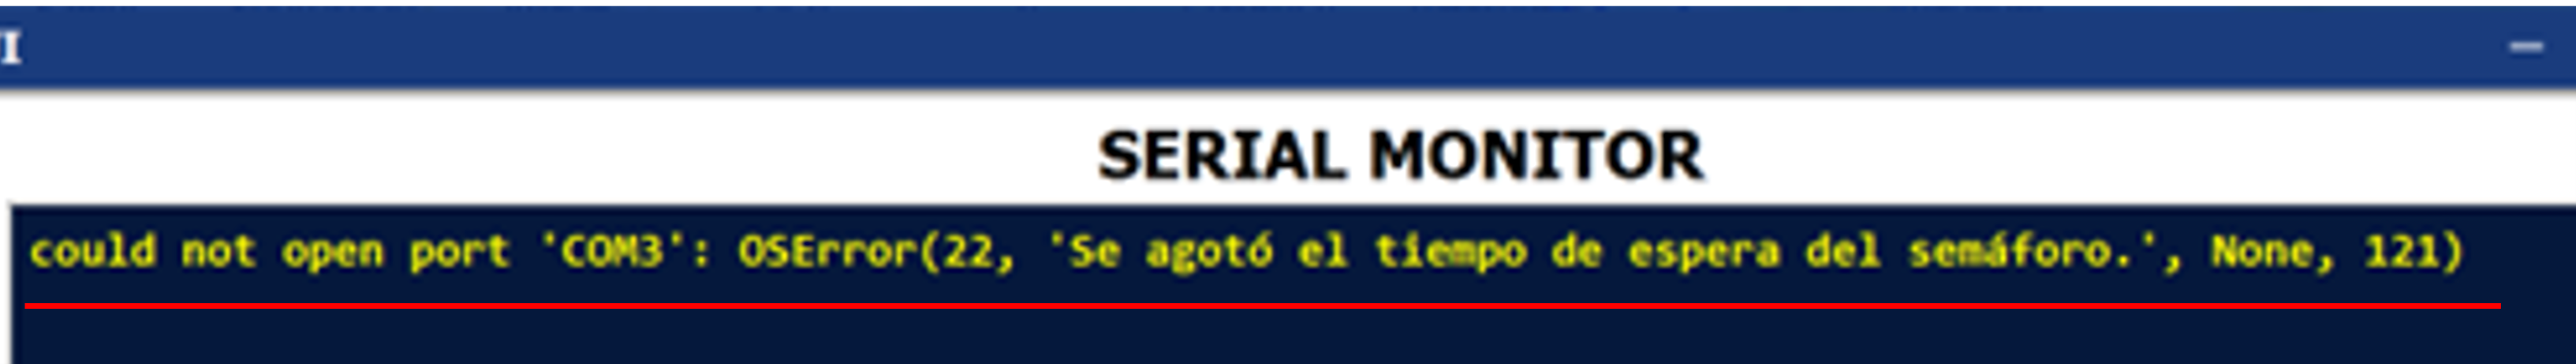 I
SERIAL MONITOR
could not open port 'COM3': OSError(22, 'Se agotó el tiempo de espera del semáforo.', None, 121)